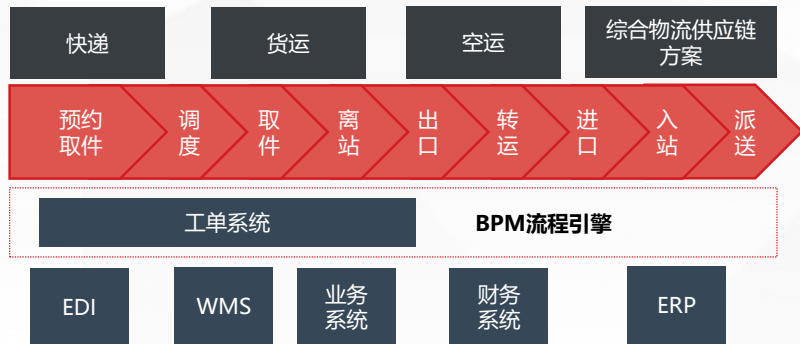 快递
货运
空运
综合物流供应链
方案
预约
取件
调
度
取
件
离
站
出
口
转
运
进
口
入
站
派
送
工单系统
BPM流程引擎
EDI
WMS
业务
系统
财务
系统
ERP